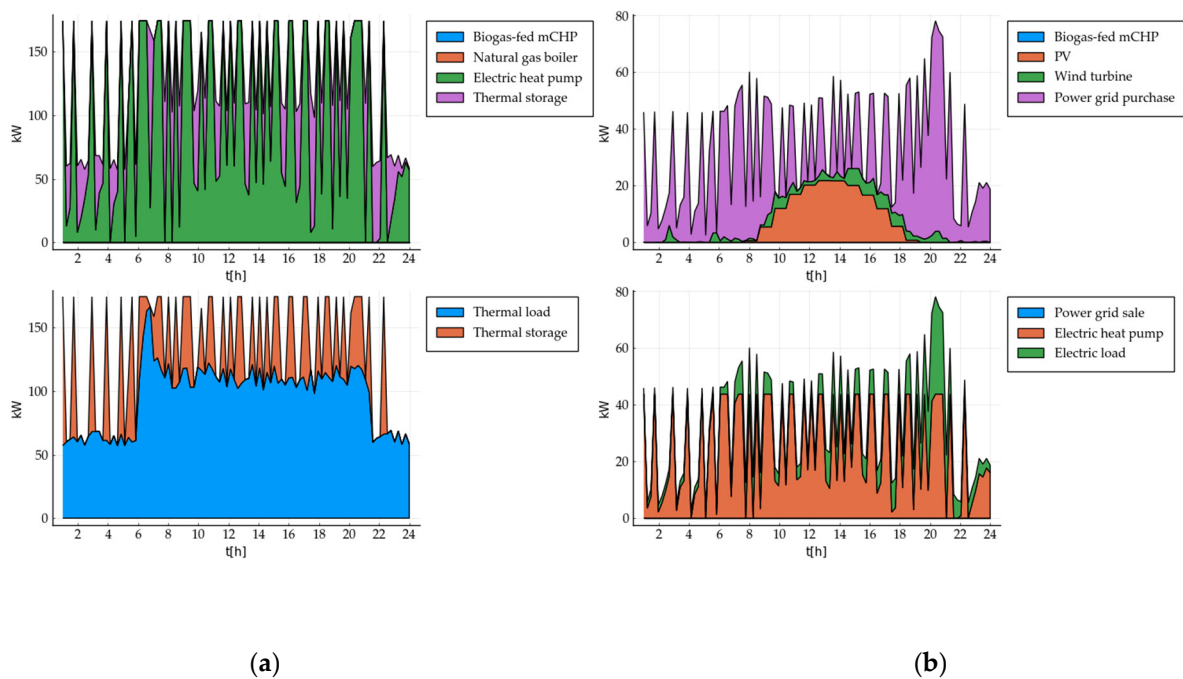 150
100
50
0
kW
2 4 6 8 10 12 14 16 18 20 22 24
t[h]
Biogas-fed mCHP
Natural gas boiler
Electric heat pump
Thermal storage
150
100
50
0
kW
2 4 6 8 10 12 14 16 18 20 22 24
t[h]
Thermal load
Thermal storage
(a)
80
60
40
20
0
kW
2 4 6 8 10 12 14 16 18 20 22 24
t[h]
Biogas-fed mCHP
PV
Wind turbine
Power grid purchase
80
60
40
20
0
kW
2 4 6 8 10 12 14 16 18 20 22 24
t[h]
Power grid sale
Electric heat pump
Electric load
(b)